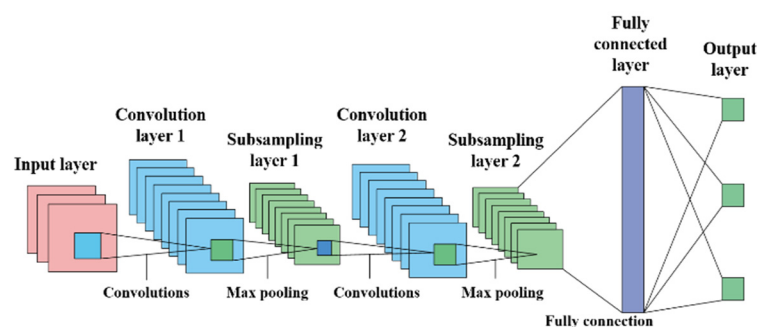 Input layer
Convolution
layer 1
Subsampling
layer 1
Convolution
layer 2
Subsampling
layer 2
Fully
connected
layer
Output
layer
Convolutions
Max pooling
Convolutions
Max pooling
Fully connection